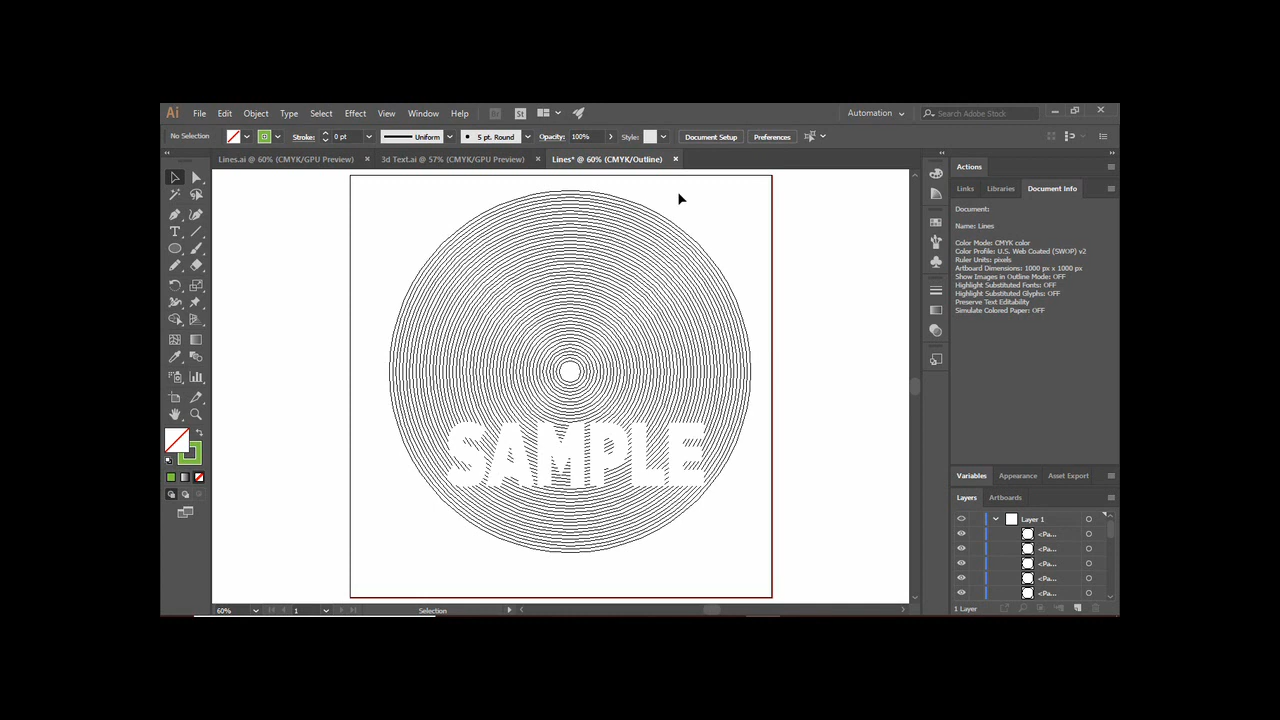 Ai File Edit Object Type Select Effect View Window Help Br St Automation Search Adobe Stock
No Selection Stroke: 0 pt Uniform 5 pt. Round Opacity: 100% Style: Document Setup Preferences
Lines.ai @ 60% (CMYK/GPU Preview) 3d Text.ai @ 57% (CMYK/GPU Preview) Lines* @ 60% (CMYK/Outline)
Actions
Links Libraries Document Info
Document:
Name: Lines
Color Mode: CMYK color
Color Profile: U.S. Web Coated (SWOP) v2
Ruler Units: pixels
Artboard Dimensions: 1000 px x 1000 px
Show Images in Outline Mode: OFF
Highlight Substituted Fonts: OFF
Highlight Substituted Glyphs: OFF
Preserve Text Editability
Simulate Colored Paper: OFF
SAMPLE
Variables Appearance Asset Export
Layers Artboards
Layer 1
<Pa...
<Pa...
<Pa...
<Pa...
<Pa...
1 Layer
60% 1 Selection